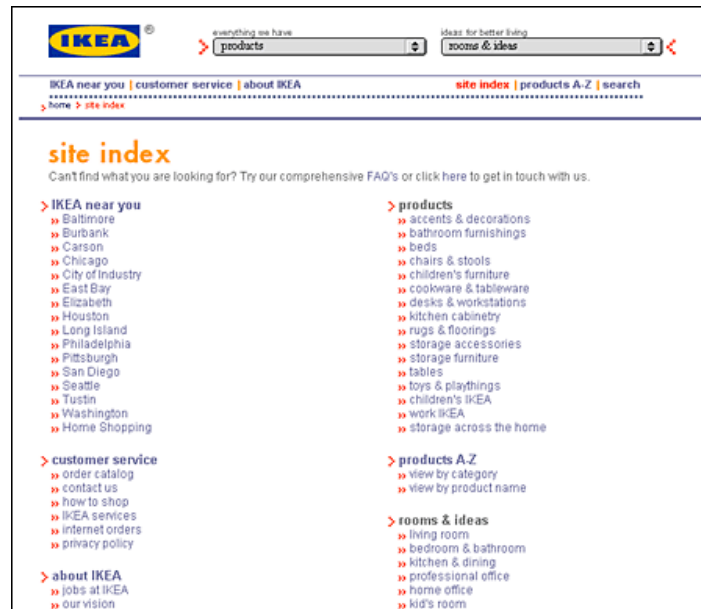 IKEA ®
everything we have
products
ideas for better living
rooms & ideas
IKEA near you | customer service | about IKEA
site index | products A-Z | search
home > site index
site index
Can't find what you are looking for? Try our comprehensive FAQ's or click here to get in touch with us.
IKEA near you
Baltimore
Burbank
Carson
Chicago
City of Industry
East Bay
Elizabeth
Houston
Long Island
Philadelphia
Pittsburgh
San Diego
Seattle
Tustin
Washington
Home Shopping
customer service
order catalog
contact us
how to shop
IKEA services
internet orders
privacy policy
about IKEA
jobs at IKEA
our vision
products
accents & decorations
bathroom furnishings
beds
chairs & stools
children's furniture
cookware & tableware
desks & workstations
kitchen cabinetry
rugs & floorings
storage accessories
storage furniture
tables
toys & playthings
children's IKEA
work IKEA
storage across the home
products A-Z
view by category
view by product name
rooms & ideas
living room
bedroom & bathroom
kitchen & dining
professional office
home office
kid's room